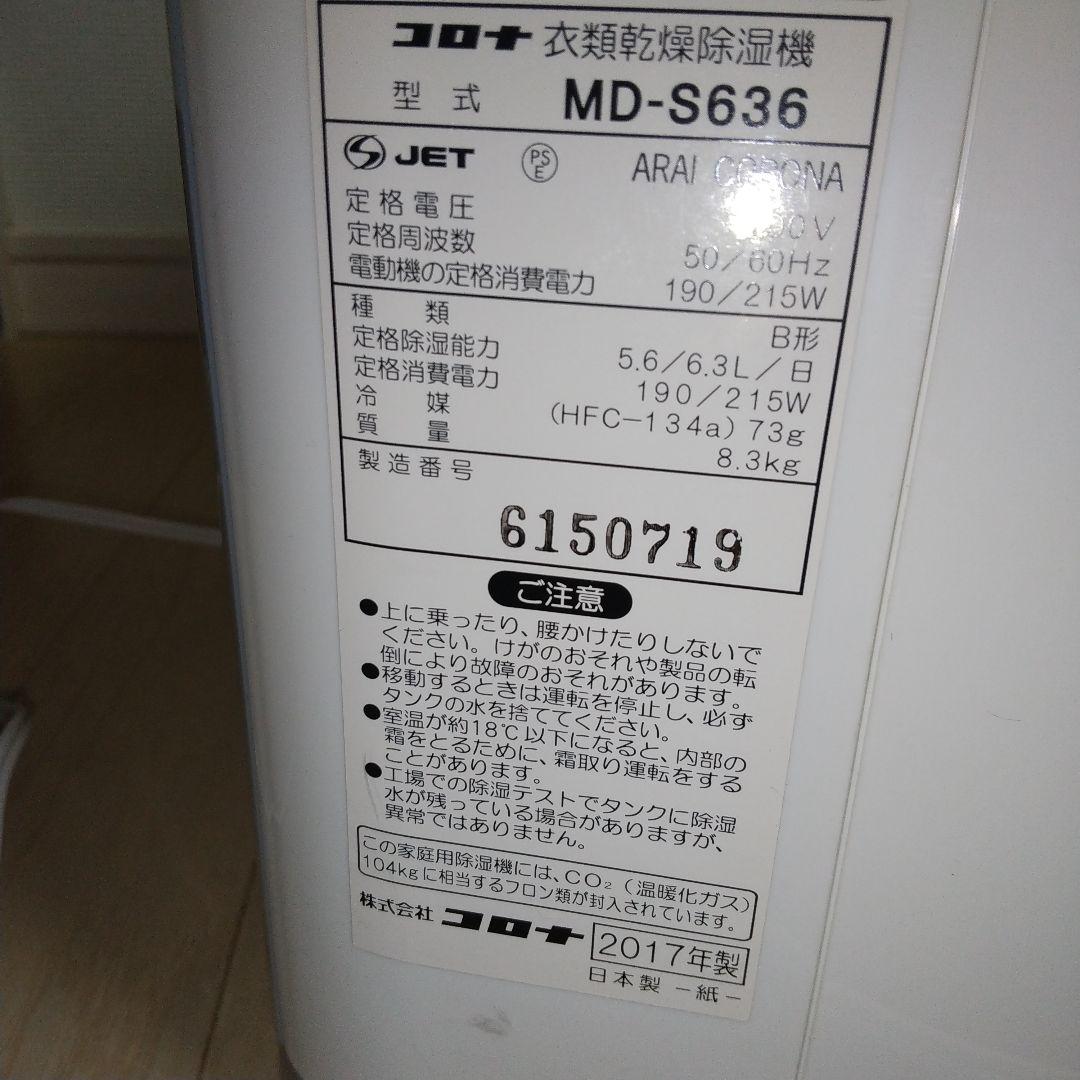 コロナ 衣類乾燥除湿機
型式 MD-S636
JET PSE ARAI CORONA
定格電圧 100V
定格周波数 50/60Hz
電動機の定格消費電力 190/215W
種類 B形
定格除湿能力 5.6/6.3L/日
定格消費電力 190/215W
冷媒 (HFC-134a) 73g
質量 8.3kg
製造番号
6150719
ご注意
●上に乗ったり、腰かけたりしないで
ください。けがのおそれや製品の転
倒により故障のおそれがあります。
●移動するときは運転を停止し、必ず
タンクの水を捨ててください。
●室温が約18℃以下になると、内部の
霜をとるために、霜取り運転をする
ことがあります。
●工場での除湿テストでタンクに除湿
水が残っている場合がありますが、
異常ではありません。
この家庭用除湿機には、CO₂(温暖化ガス)
104kgに相当するフロン類が封入されています。
株式会社 コロナ 2017年製
日本製 -紙-